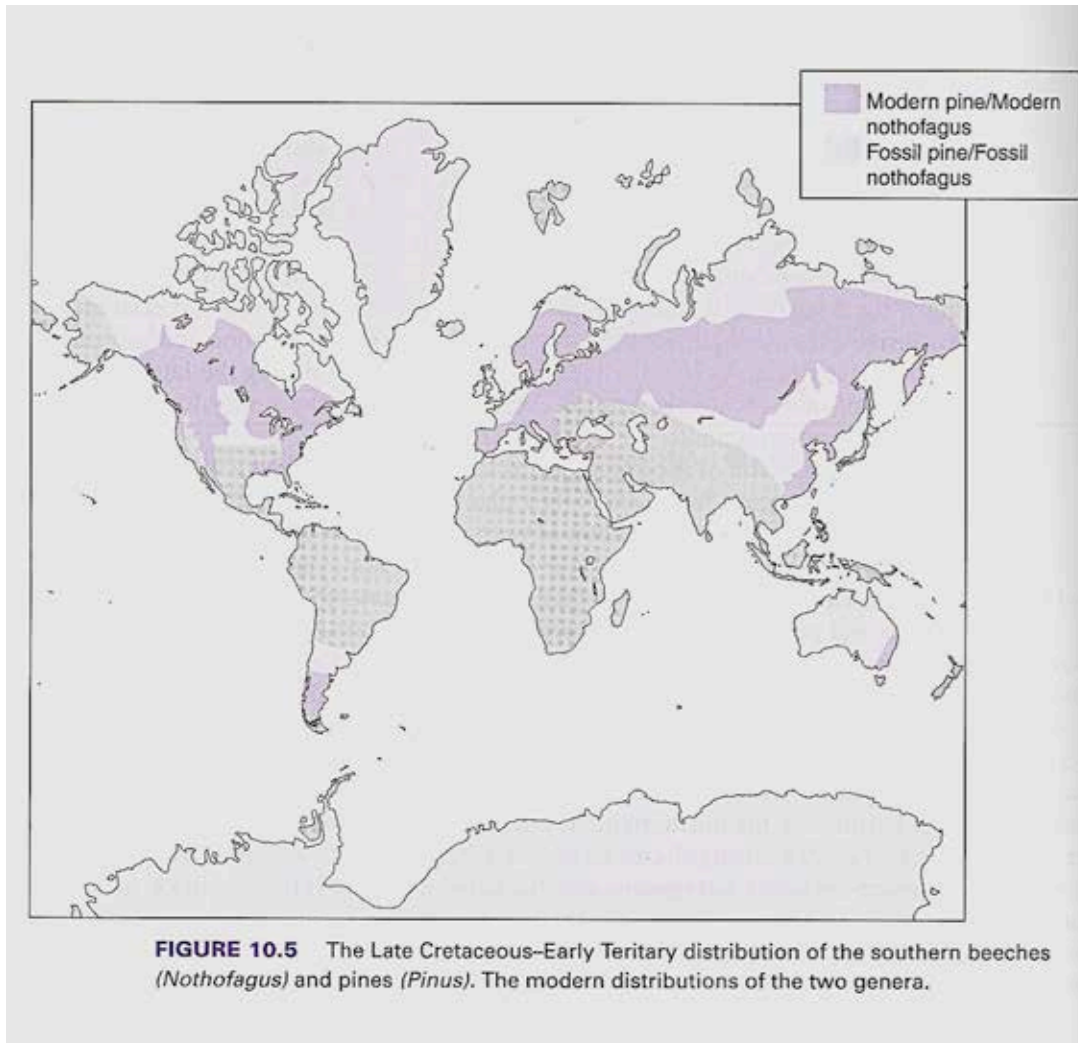 Modern pine/Modern
nothofagus
Fossil pine/Fossil
nothofagus
FIGURE 10.5 The Late Cretaceous–Early Teritary distribution of the southern beeches
(Nothofagus) and pines (Pinus). The modern distributions of the two genera.